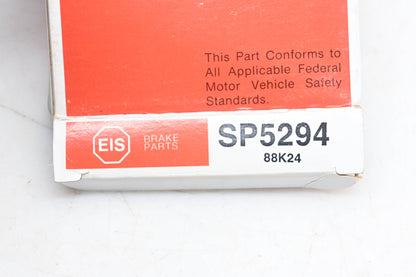 This Part Conforms to
All Applicable Federal
Motor Vehicle Safety
Standards.
EIS
BRAKE
PARTS
SP5294
88K24